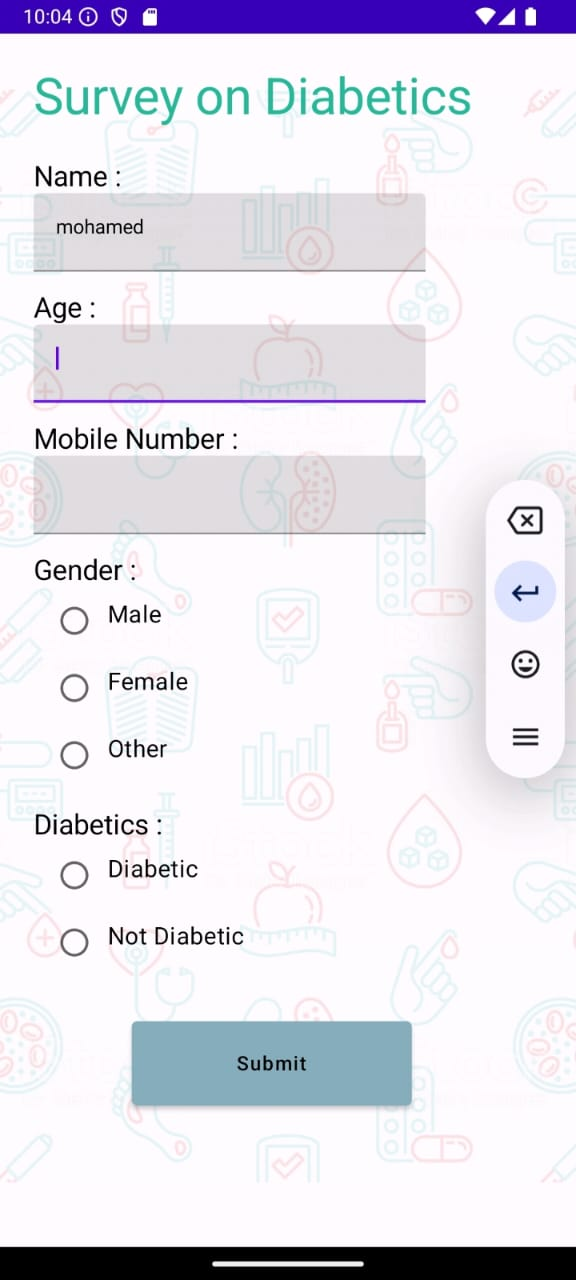 10:04
Survey on Diabetics
Name :
mohamed
Age :
Mobile Number :
Gender :
Male
Female
Other
Diabetics :
Diabetic
Not Diabetic
Submit